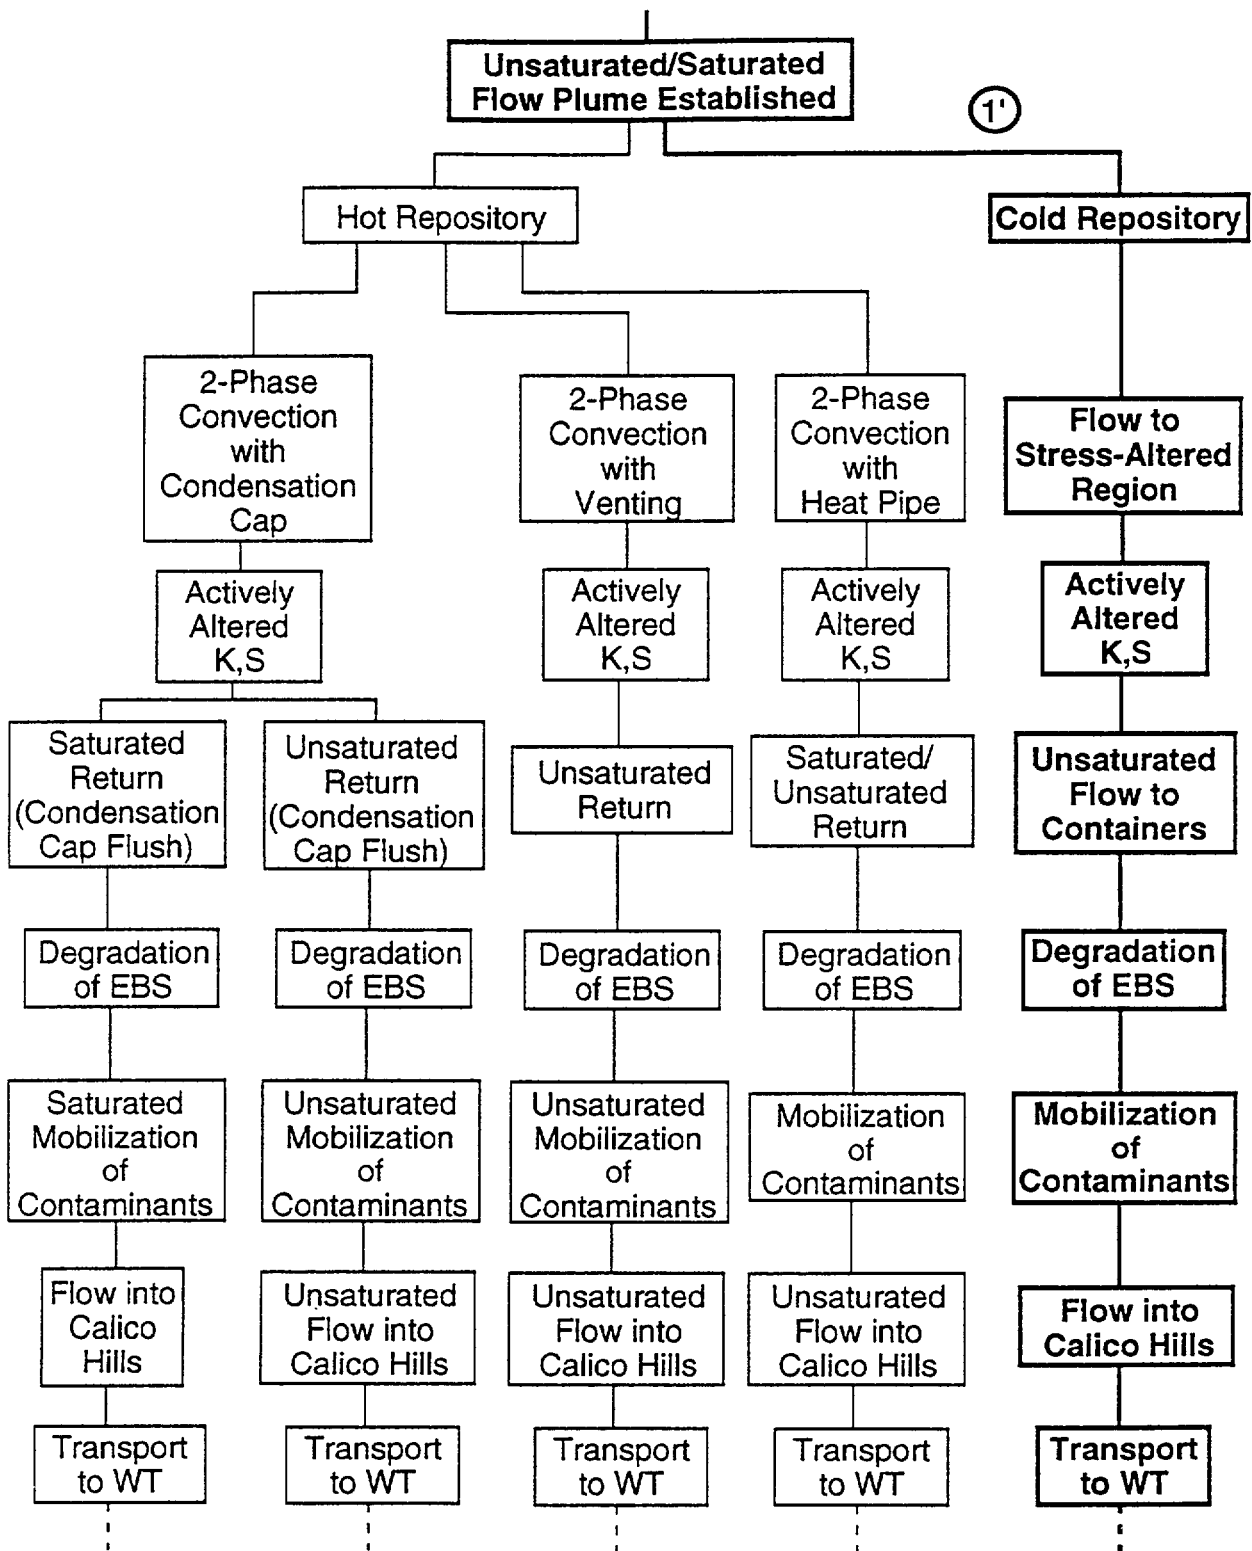 Unsaturated/Saturated
Flow Plume Established
1'
Hot Repository
Cold Repository
2-Phase
Convection
with
Condensation
Cap
2-Phase
Convection
with
Venting
2-Phase
Convection
with
Heat Pipe
Flow to
Stress-Altered
Region
Actively
Altered
K,S
Actively
Altered
K,S
Actively
Altered
K,S
Actively
Altered
K,S
Saturated
Return
(Condensation
Cap Flush)
Unsaturated
Return
(Condensation
Cap Flush)
Unsaturated
Return
Saturated/
Unsaturated
Return
Unsaturated
Flow to
Containers
Degradation
of EBS
Degradation
of EBS
Degradation
of EBS
Degradation
of EBS
Degradation
of EBS
Saturated
Mobilization
of
Contaminants
Unsaturated
Mobilization
of
Contaminants
Unsaturated
Mobilization
of
Contaminants
Mobilization
of
Contaminants
Mobilization
of
Contaminants
Flow into
Calico
Hills
Unsaturated
Flow into
Calico Hills
Unsaturated
Flow into
Calico Hills
Unsaturated
Flow into
Calico Hills
Flow into
Calico Hills
Transport
to WT
Transport
to WT
Transport
to WT
Transport
to WT
Transport
to WT